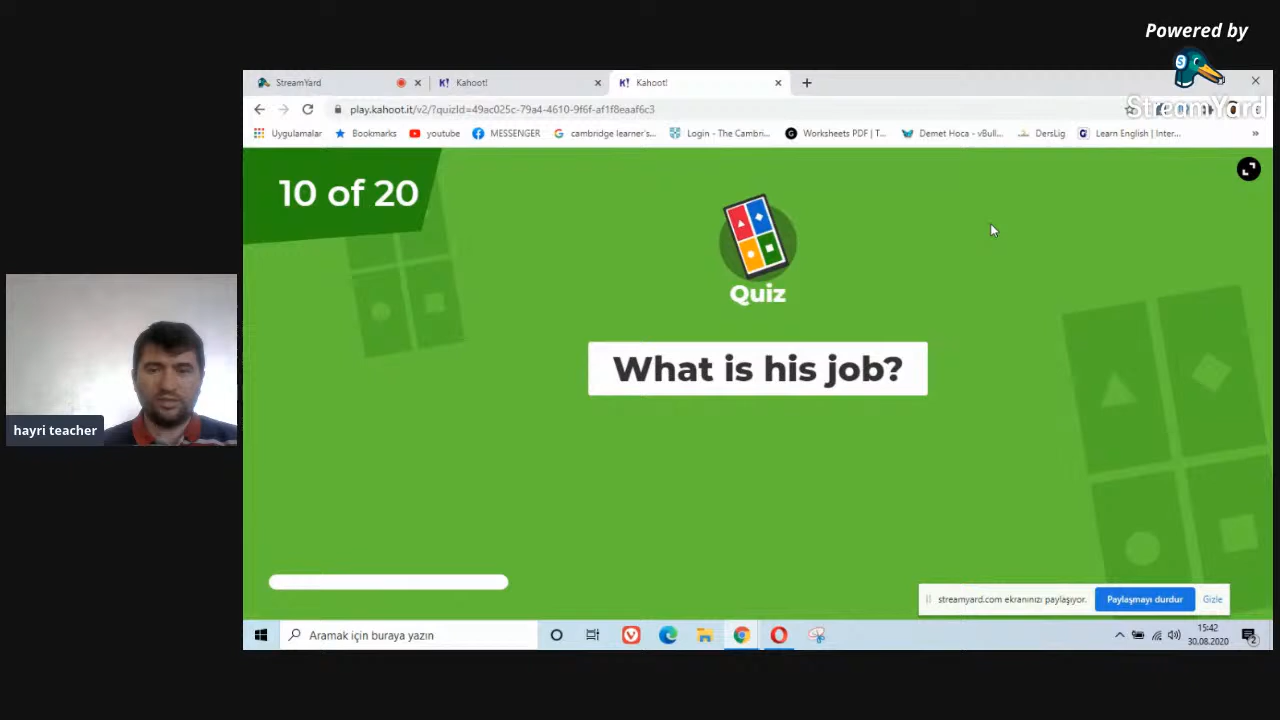 Powered by
StreamYard
StreamYard
Kahoot!
Kahoot!
play.kahoot.it/v2/?quizId=49ac025c-79a4-4610-9f6f-af1f8eaaf6c3
Uygulamalar
Bookmarks
youtube
MESSENGER
cambridge learner's...
Login - The Cambri...
Worksheets PDF | T...
Demet Hoca - vBull...
DersLig
Learn English | Inter...
»
10 of 20
Quiz
What is his job?
hayri teacher
streamyard.com ekranınızı paylaşıyor.
Paylaşmayı durdur
Gizle
Aramak için buraya yazın
15:42
30.08.2020
2